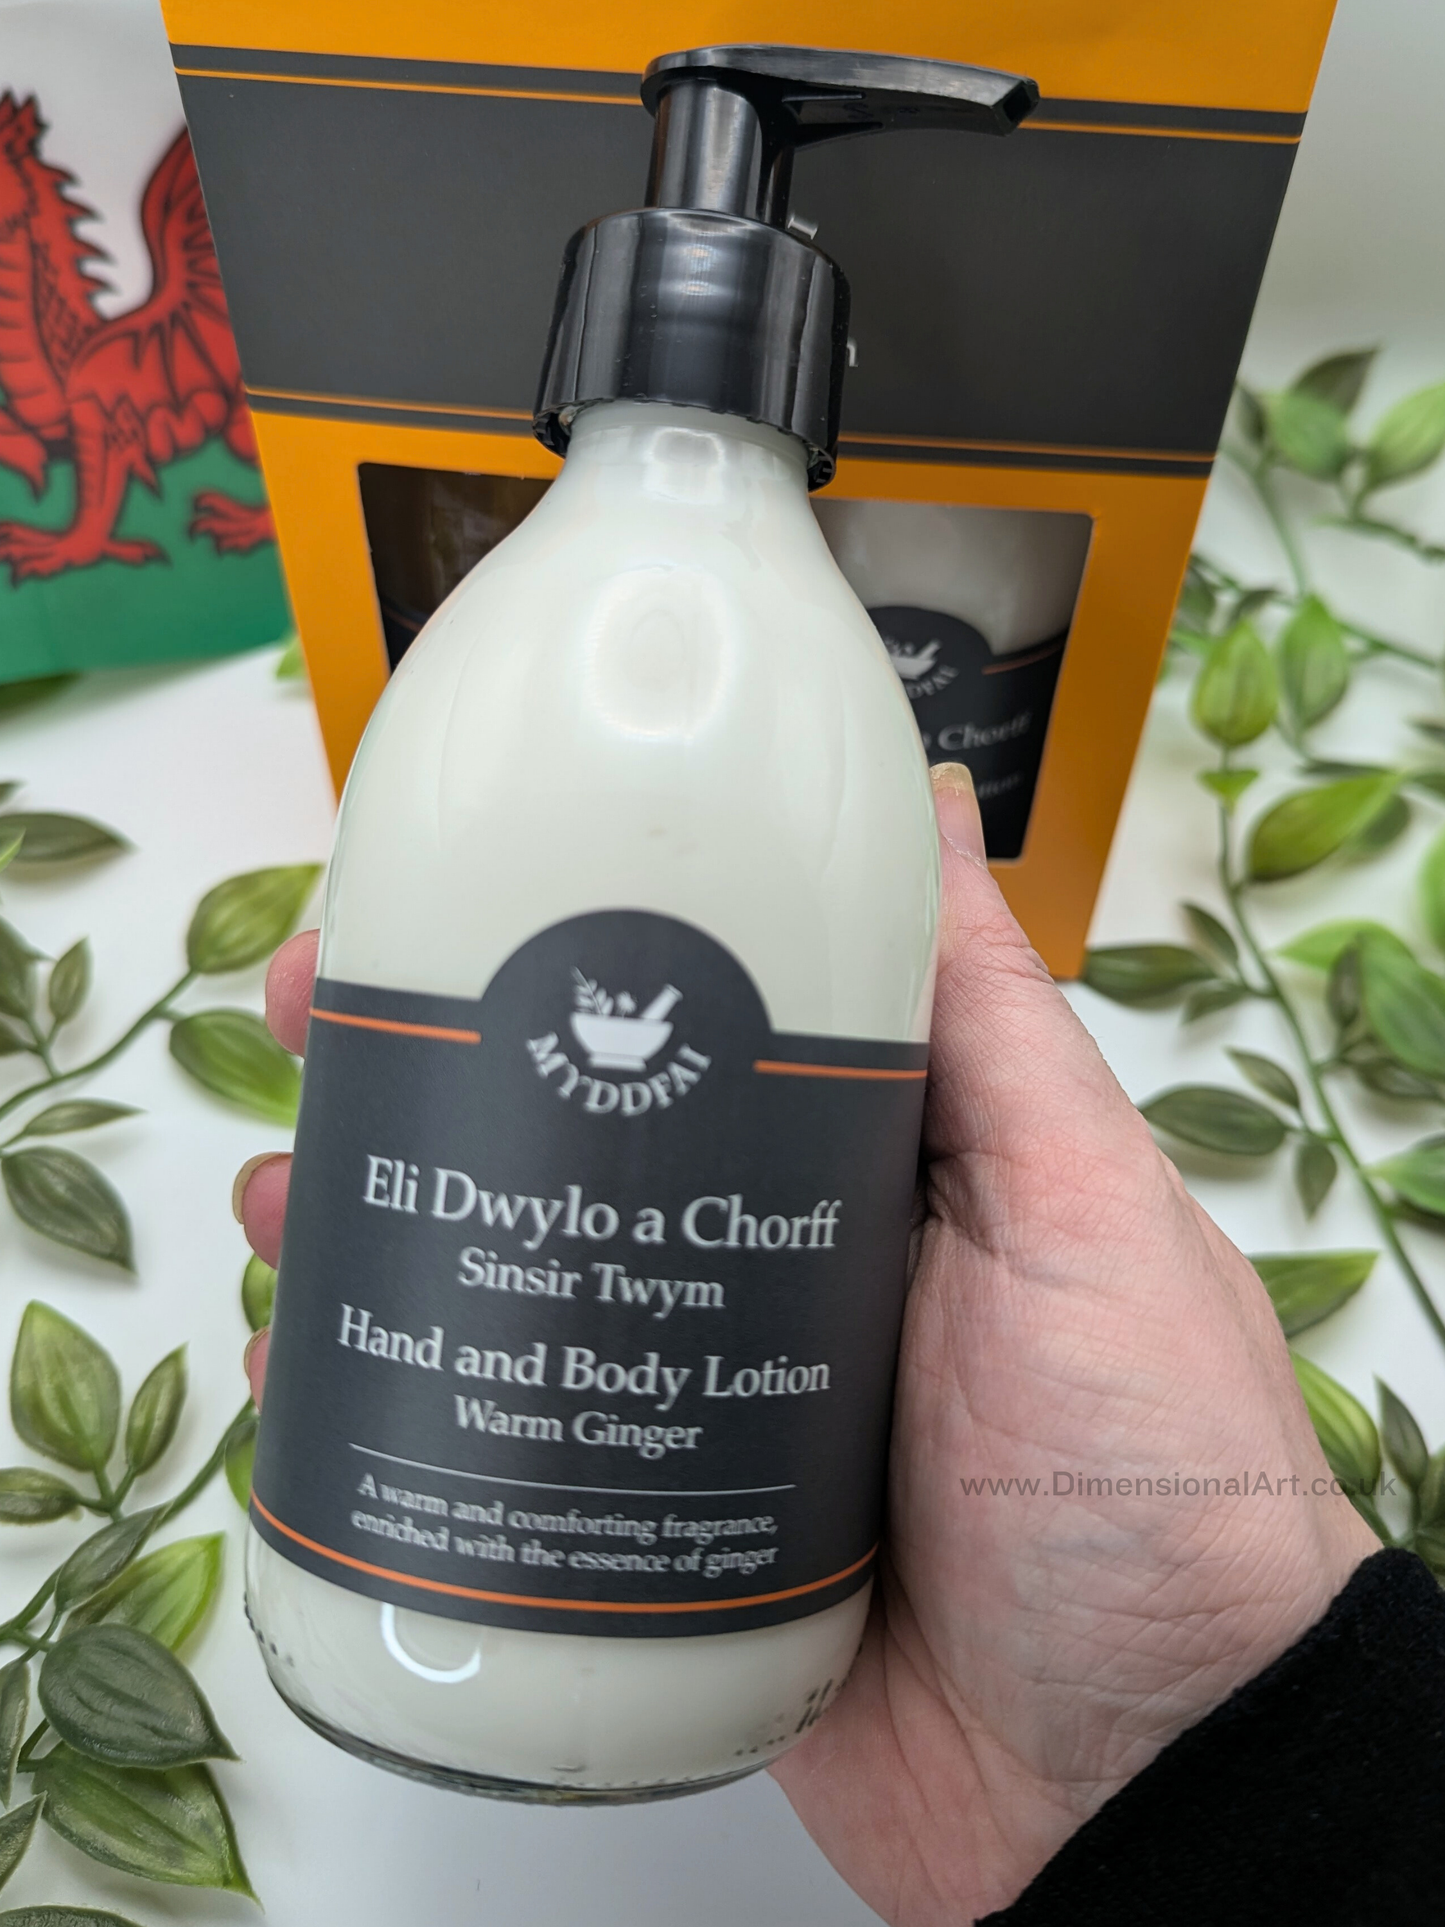 MYDDFAI
Eli Dwylo a Chorff
Sinsir Twym
Hand and Body Lotion
Warm Ginger
A warm and comforting fragrance,
enriched with the essence of ginger
Chorff
www.DimensionalArt.co.uk